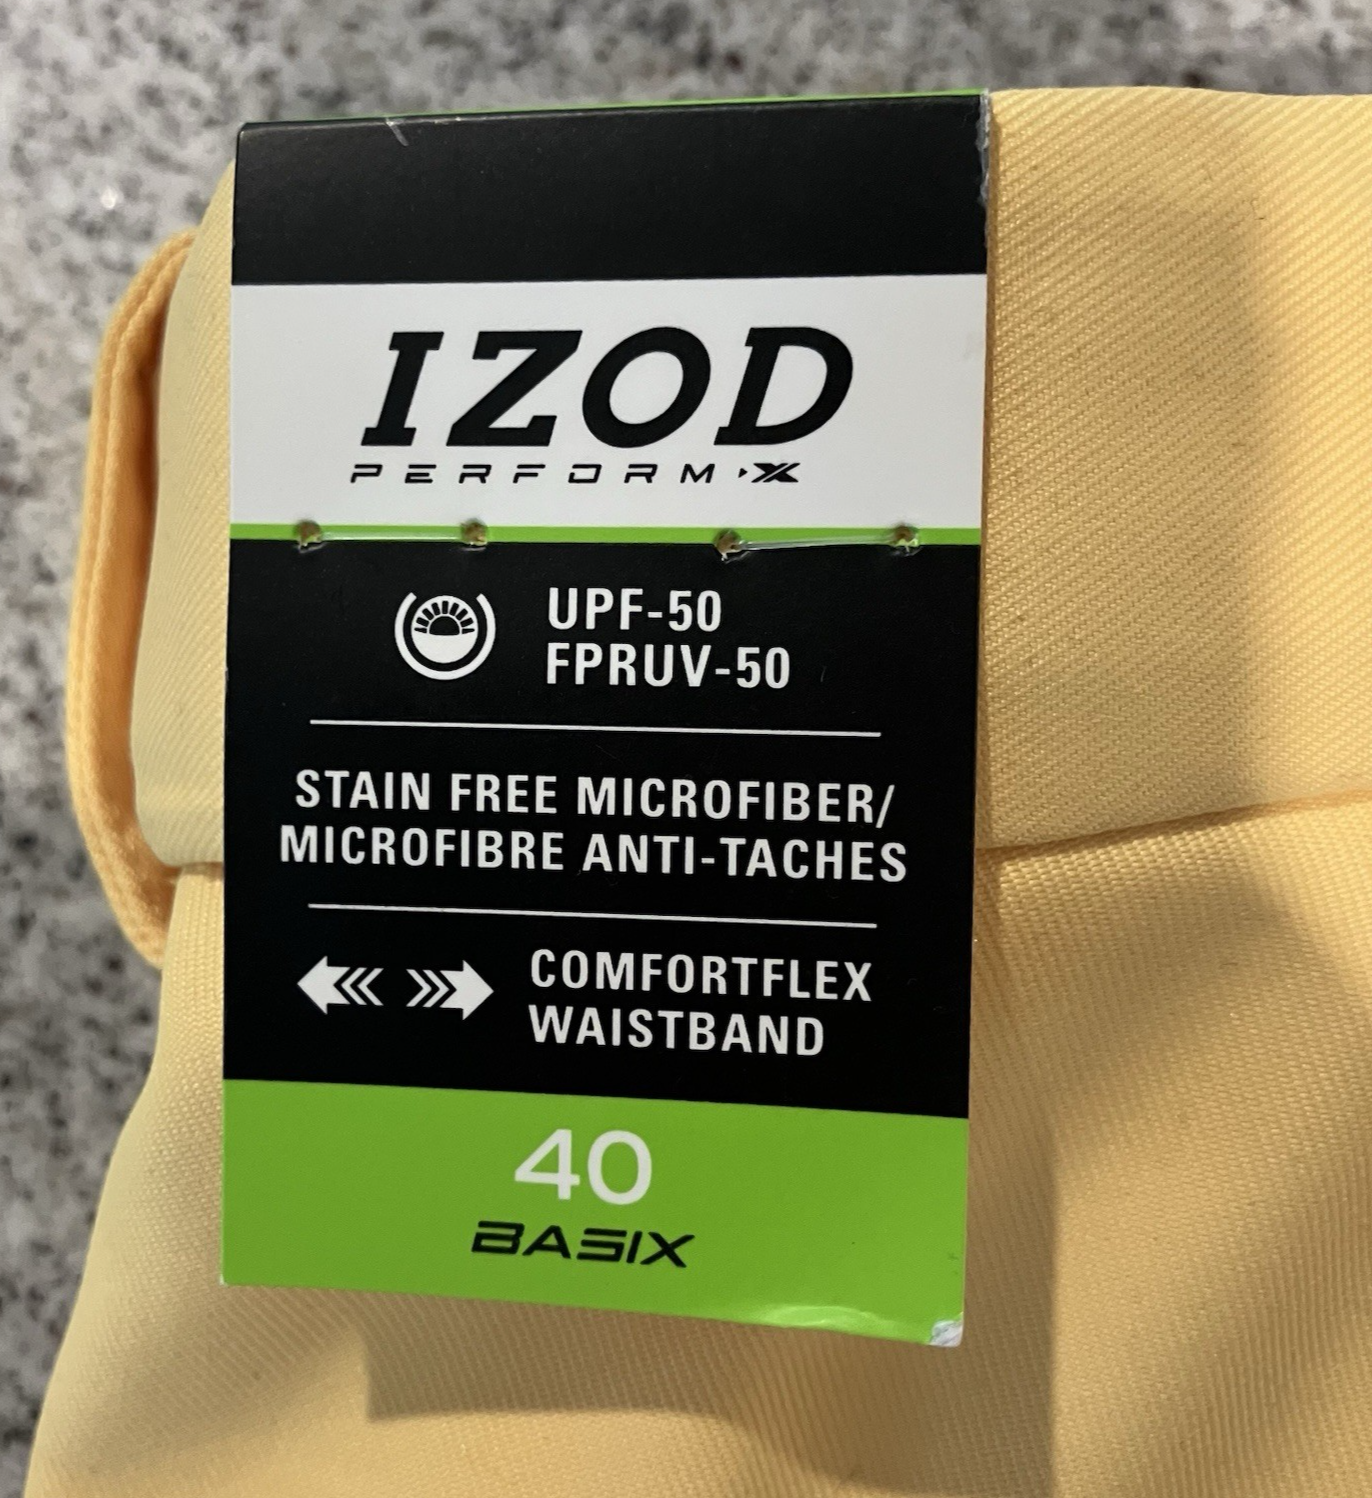 IZOD
PERFORM X
UPF-50
FPRUV-50
STAIN FREE MICROFIBER/
MICROFIBRE ANTI-TACHES
COMFORTFLEX
WAISTBAND
40
BASIX